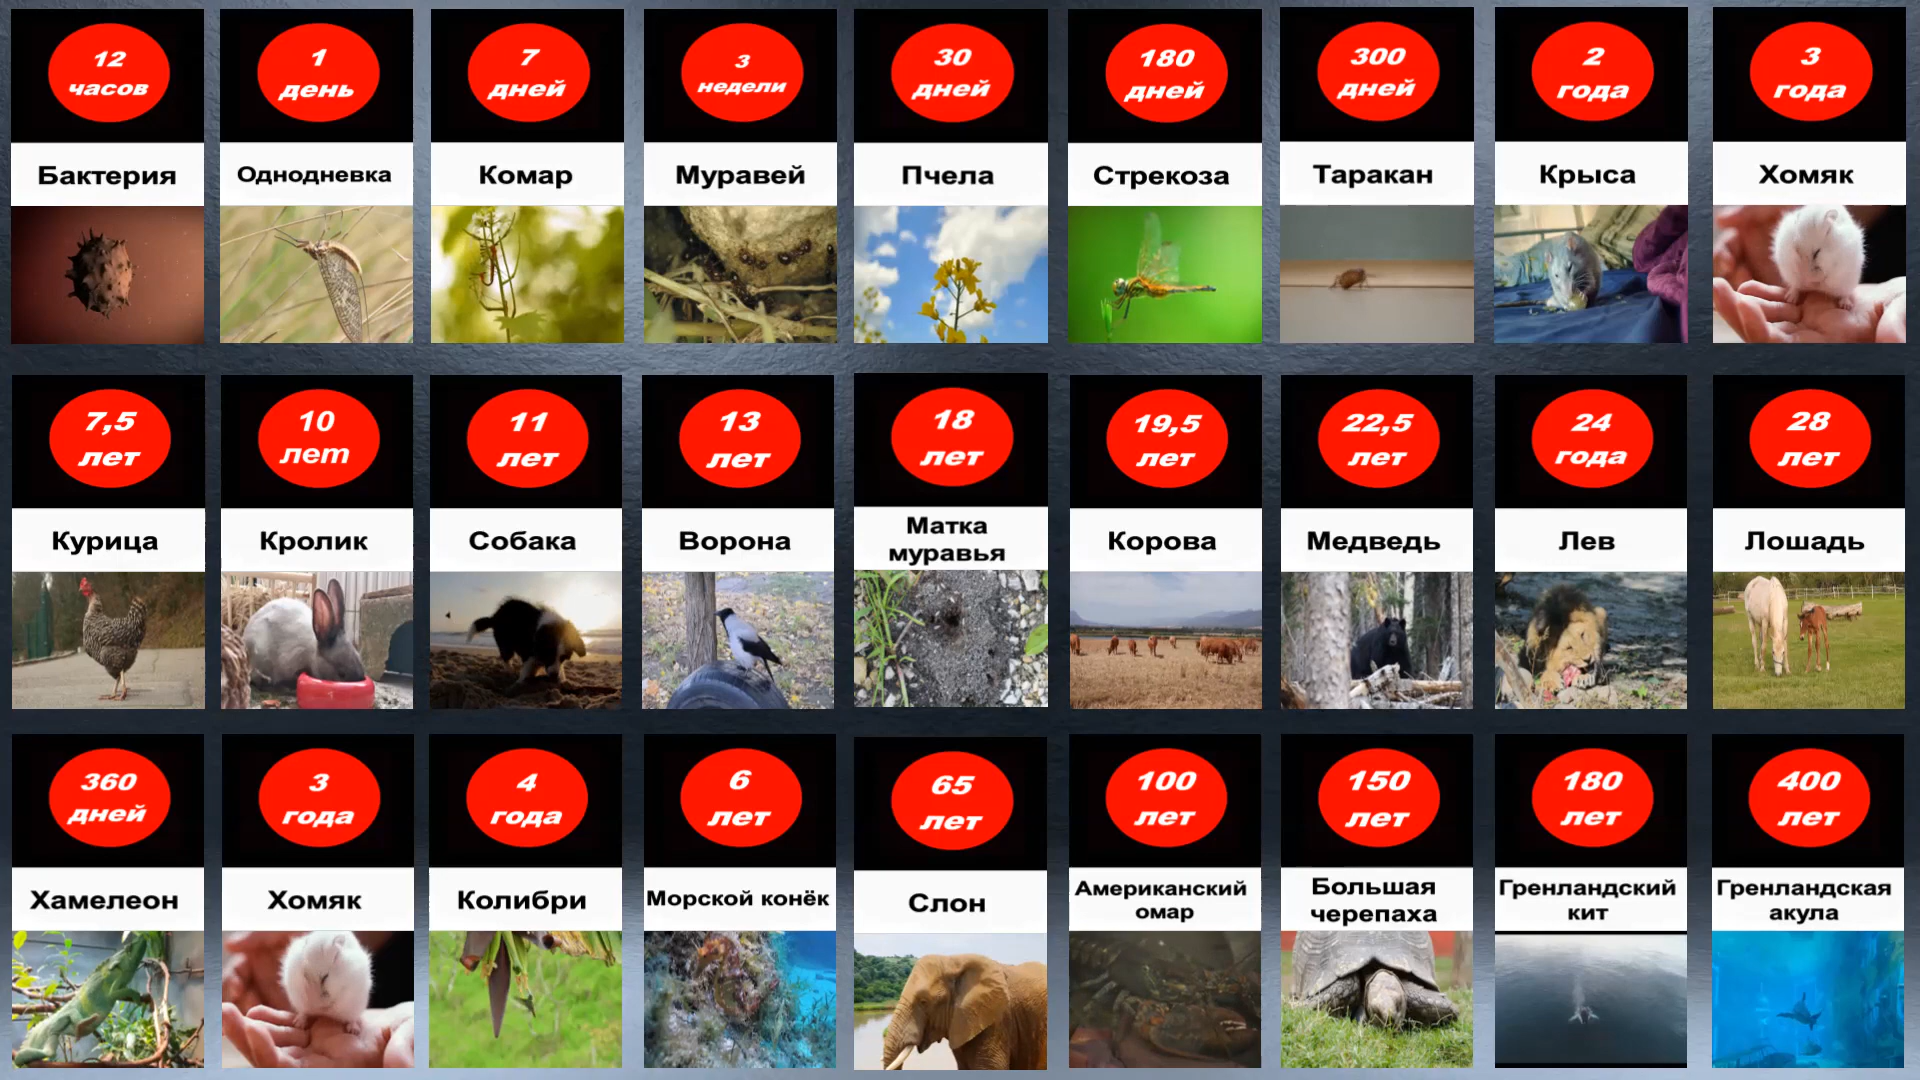 12
часов
Бактерия
1
день
Однодневка
7
дней
Комар
3
недели
Муравей
30
дней
Пчела
180
дней
Стрекоза
300
дней
Таракан
2
года
Крыса
3
года
Хомяк
7,5
лет
Курица
10
лет
Кролик
11
лет
Собака
13
лет
Ворона
18
лет
Матка
муравья
19,5
лет
Корова
22,5
лет
Медведь
24
года
Лев
28
лет
Лошадь
360
дней
Хамелеон
3
года
Хомяк
4
года
Колибри
6
лет
Морской конёк
65
лет
Слон
100
лет
Американский
омар
150
лет
Большая
черепаха
180
лет
Гренландский
кит
400
лет
Гренландская
акула